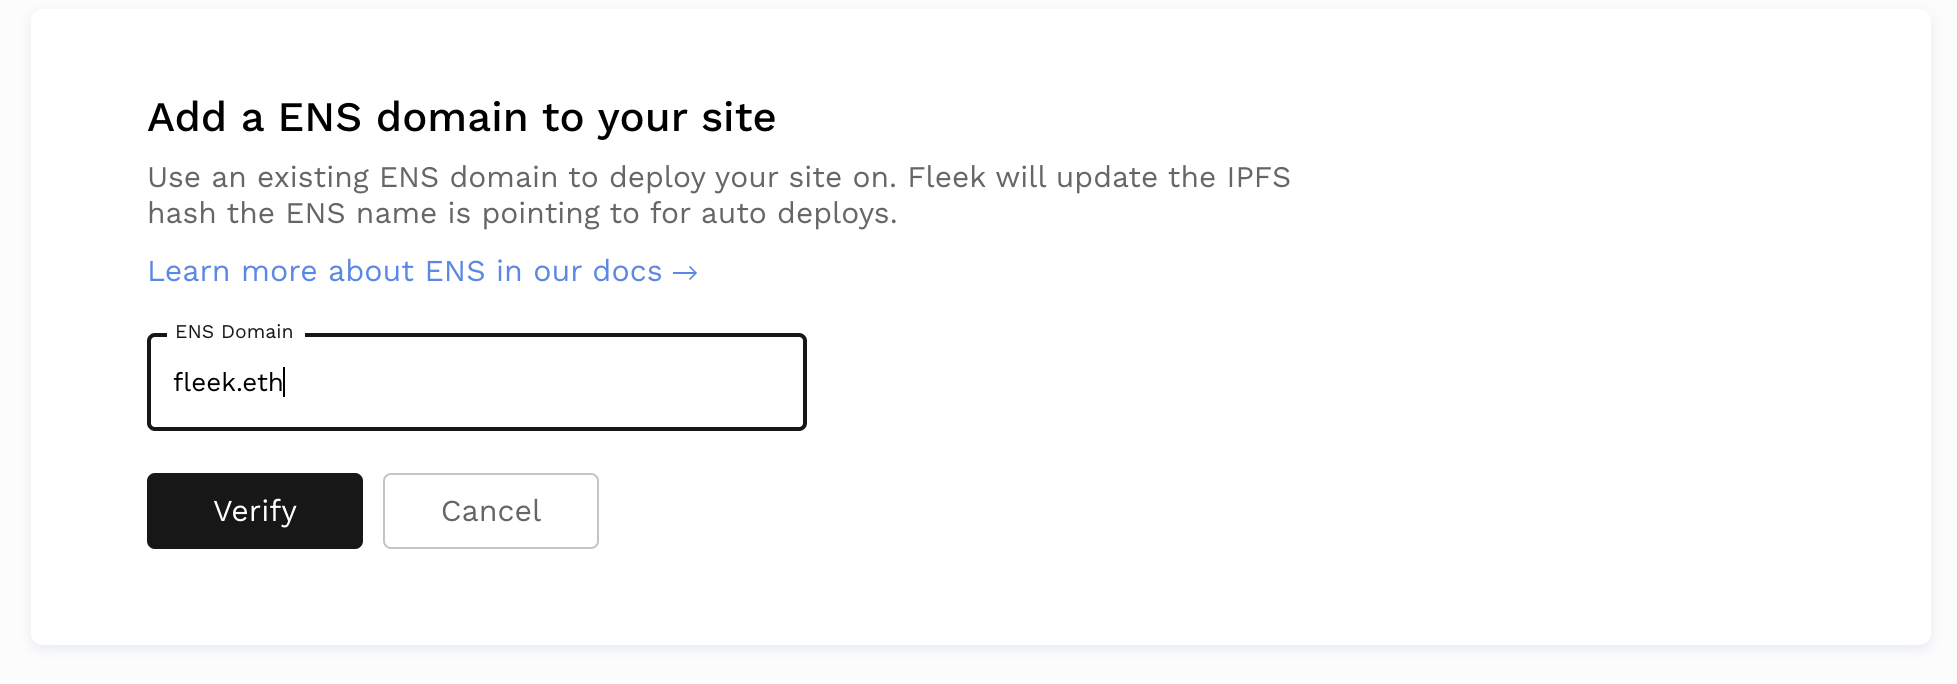 Add a ENS domain to your site
Use an existing ENS domain to deploy your site on. Fleek will update the IPFS
hash the ENS name is pointing to for auto deploys.
Learn more about ENS in our docs →
ENS Domain
fleek.eth
Verify
Cancel